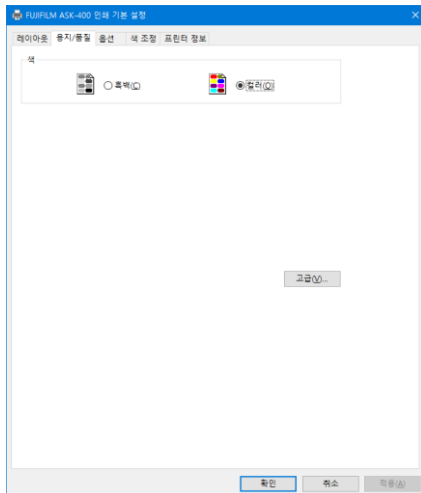 FUJIFILM ASK-400 인쇄 기본 설정
레이아웃 용지/품질 옵션 색 조정 프린터 정보
색
흑백(C) 컬러(O)
고급(V)...
확인 취소 적용(A)